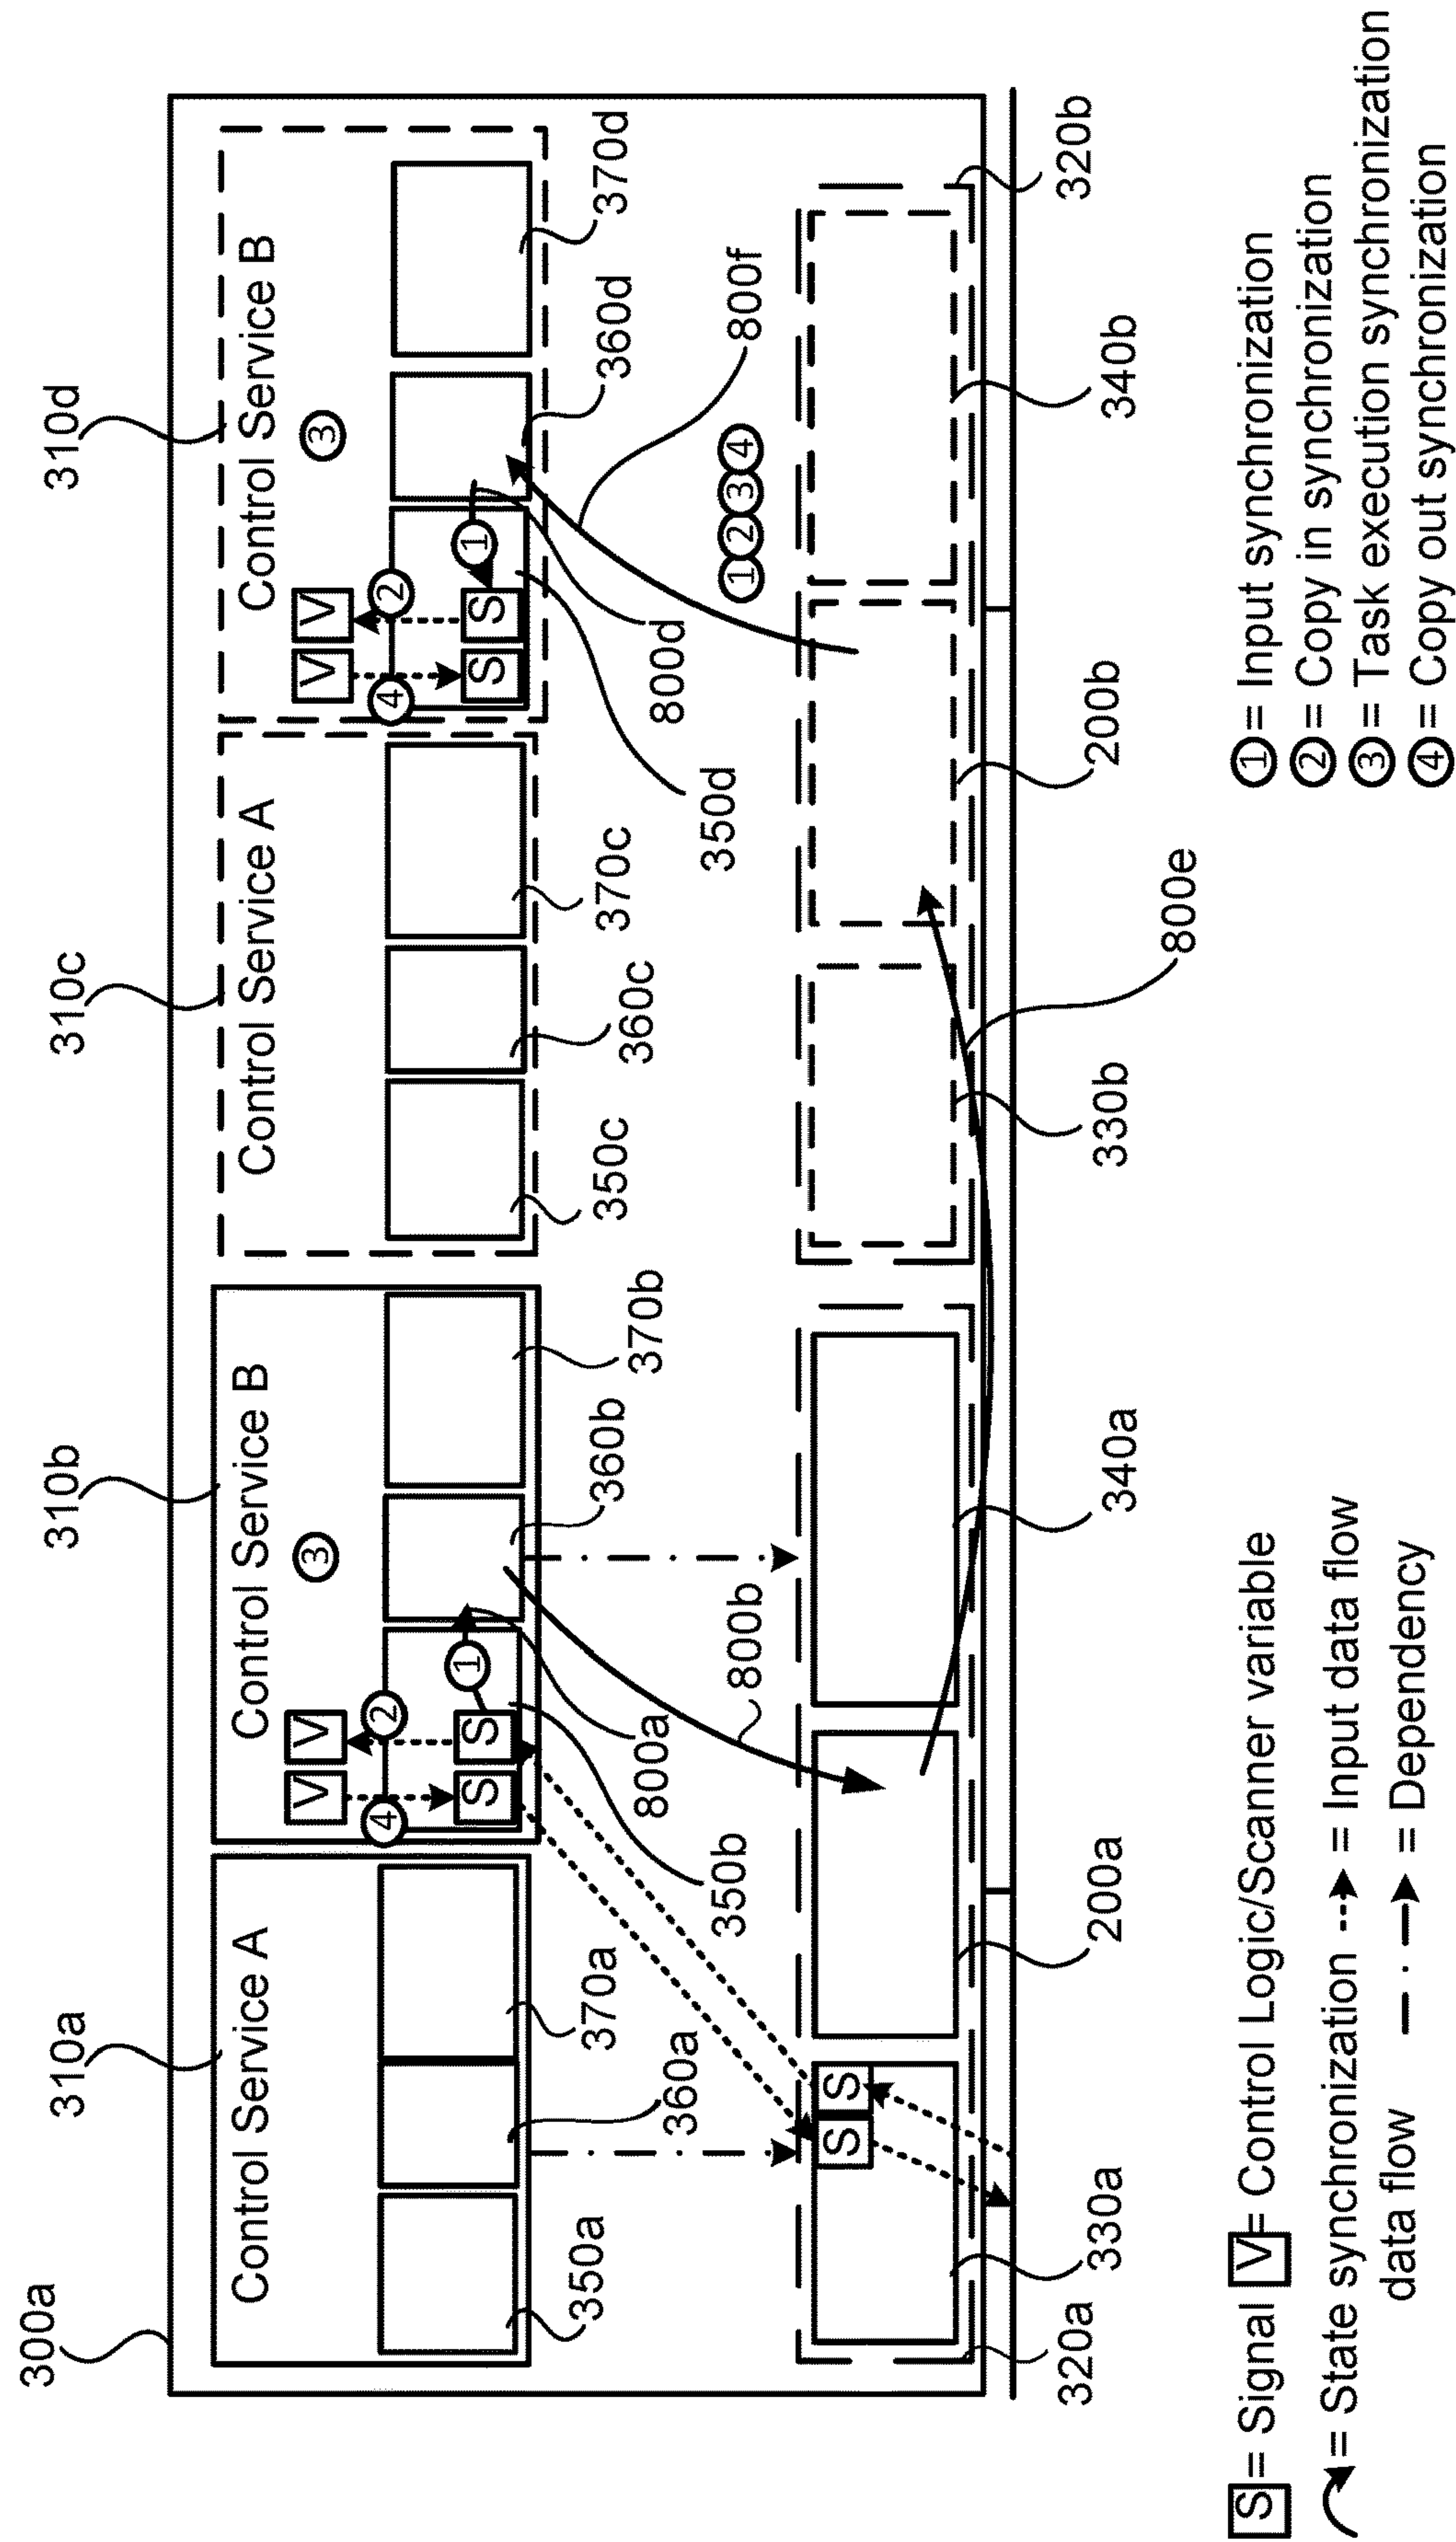 300a
310a
310b
310c
310d
Control Service A
Control Service B
Control Service A
Control Service B
3
3
V
V
V
V
4
2
4
2
S
S
1
S
S
1
350a
360a
370a
350b
800a
360b
370b
350c
360c
370c
350d
800d
360d
370d
800b
1 2 3 4
800f
S
S
320a
330a
200a
340a
800e
330b
200b
340b
320b
S = Signal V = Control Logic/Scanner variable
= State synchronization = Input data flow
data flow = Dependency
1 = Input synchronization
2 = Copy in synchronization
3 = Task execution synchronization
4 = Copy out synchronization